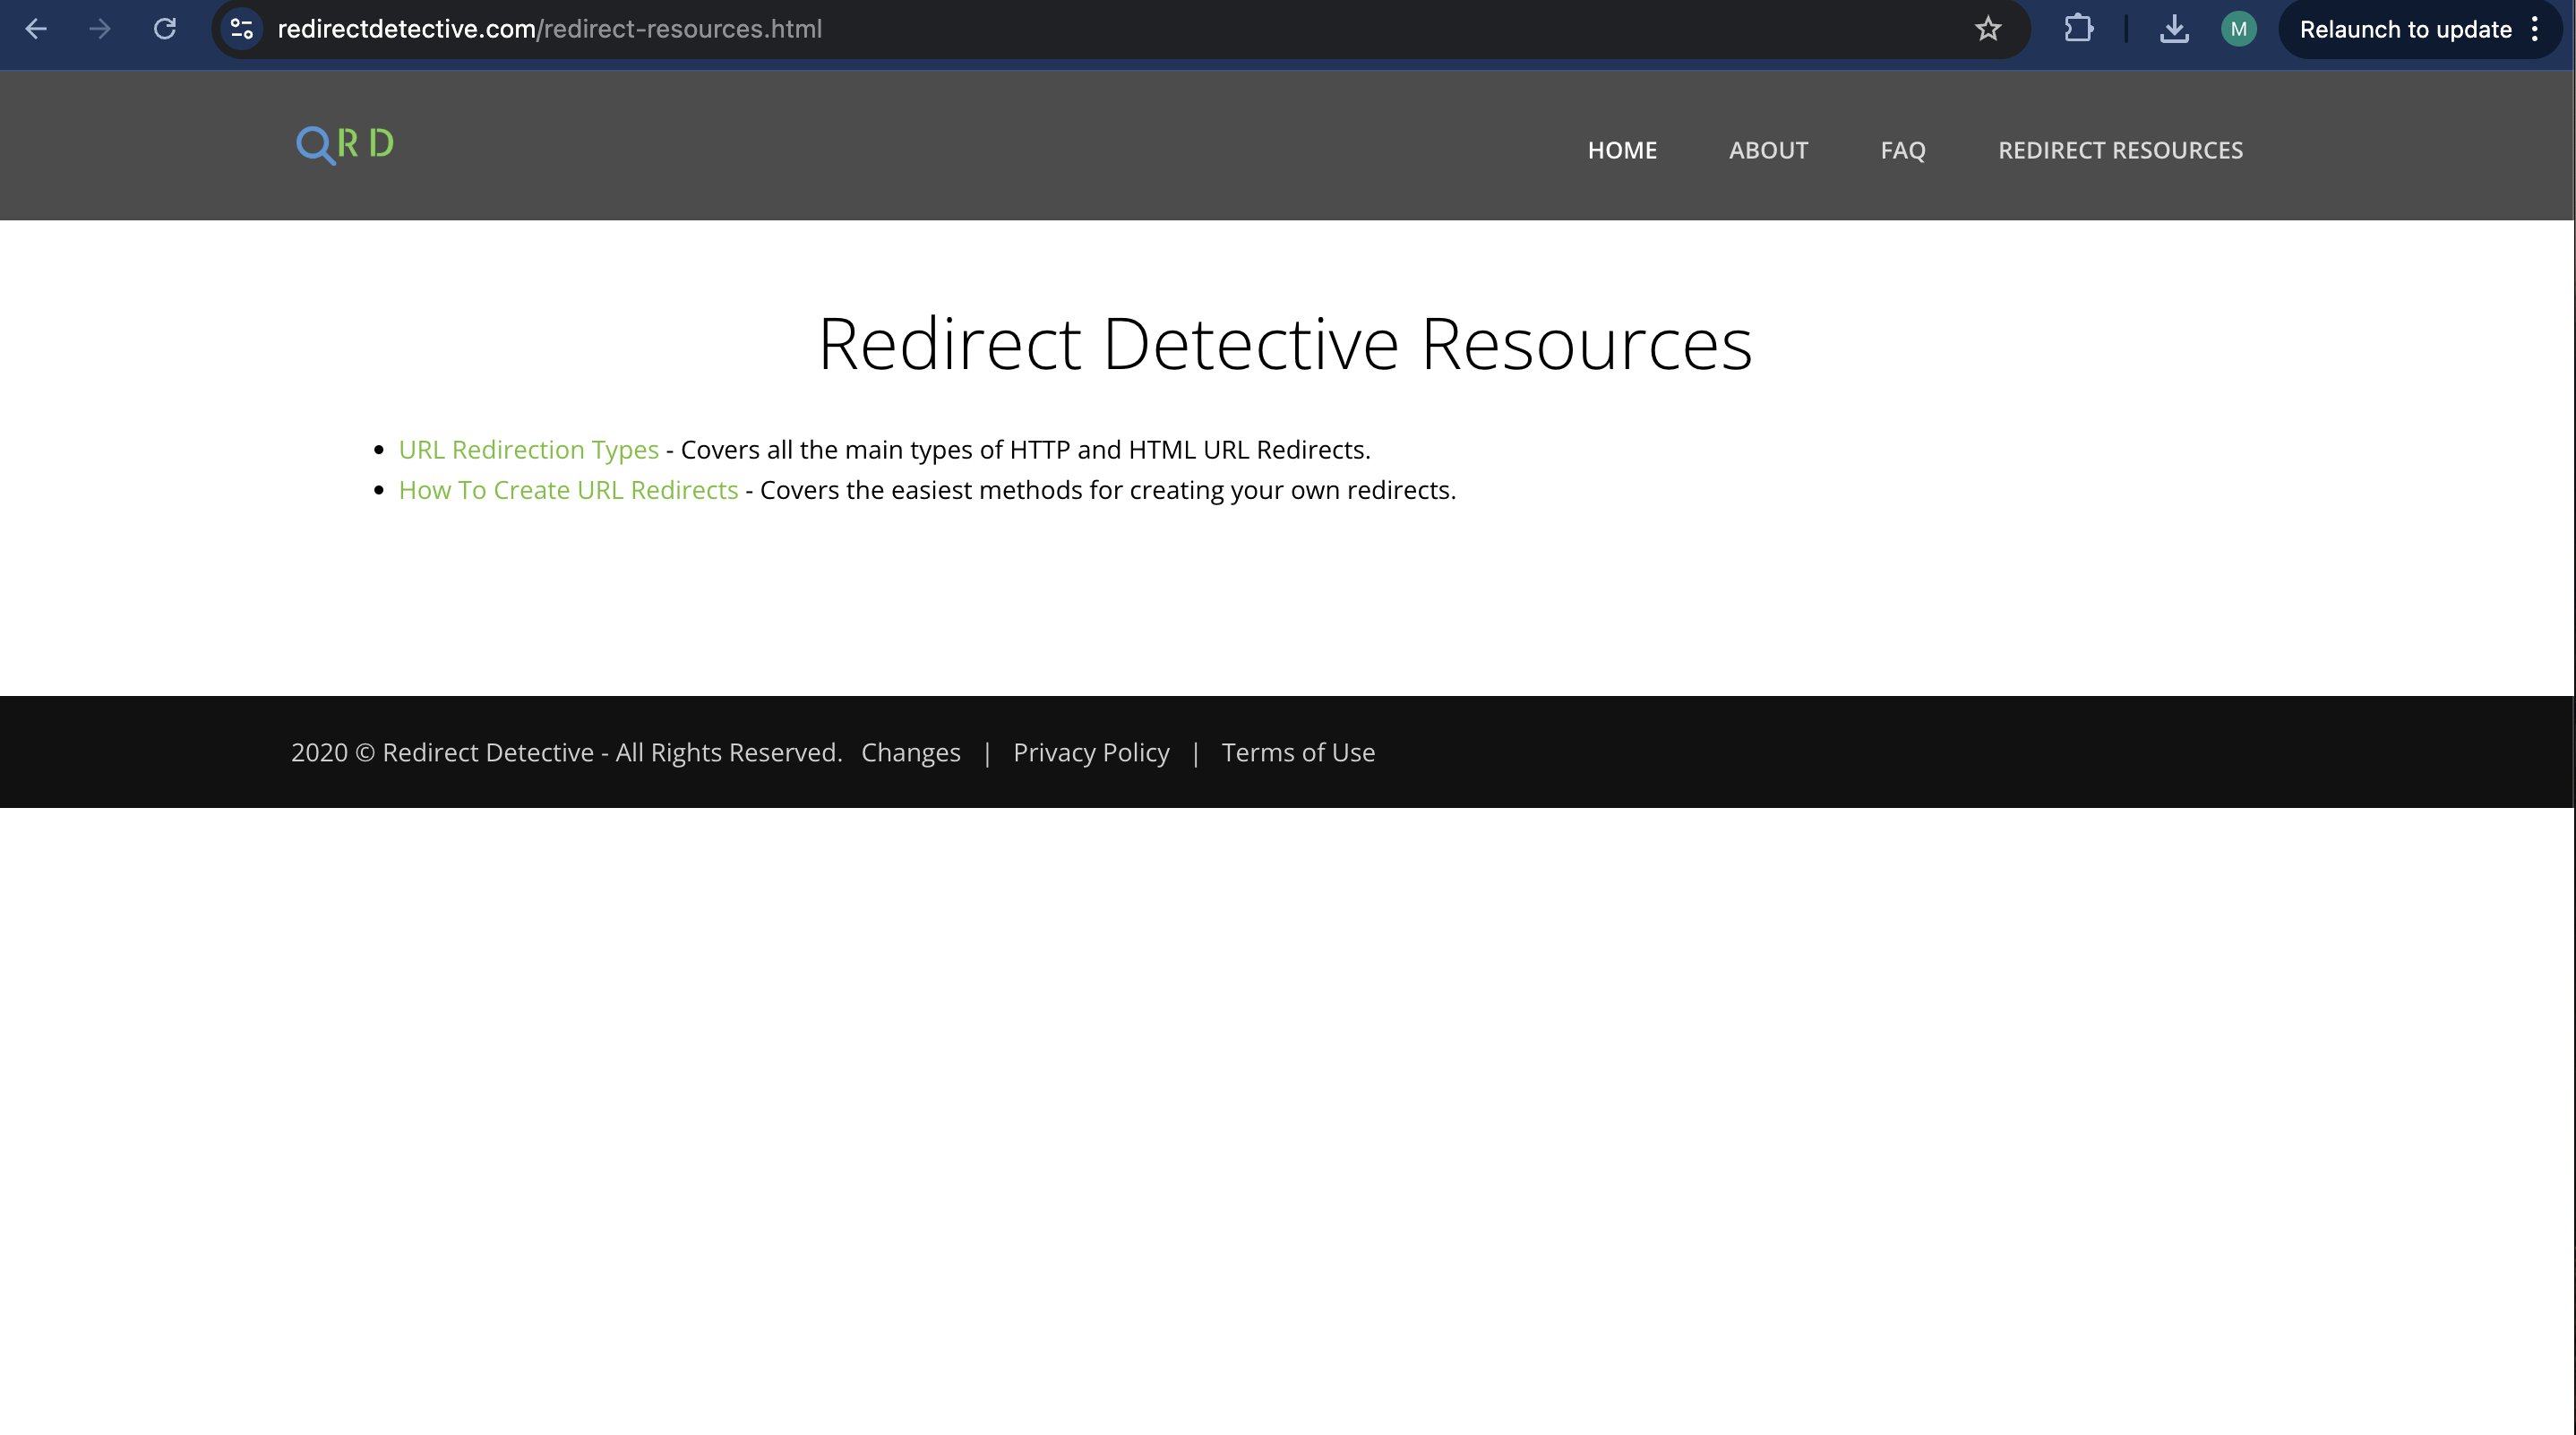 redirectdetective.com/redirect-resources.html
M
Relaunch to update
RD
HOME ABOUT FAQ REDIRECT RESOURCES
Redirect Detective Resources
• URL Redirection Types - Covers all the main types of HTTP and HTML URL Redirects.
• How To Create URL Redirects - Covers the easiest methods for creating your own redirects.
2020 © Redirect Detective - All Rights Reserved. Changes | Privacy Policy | Terms of Use